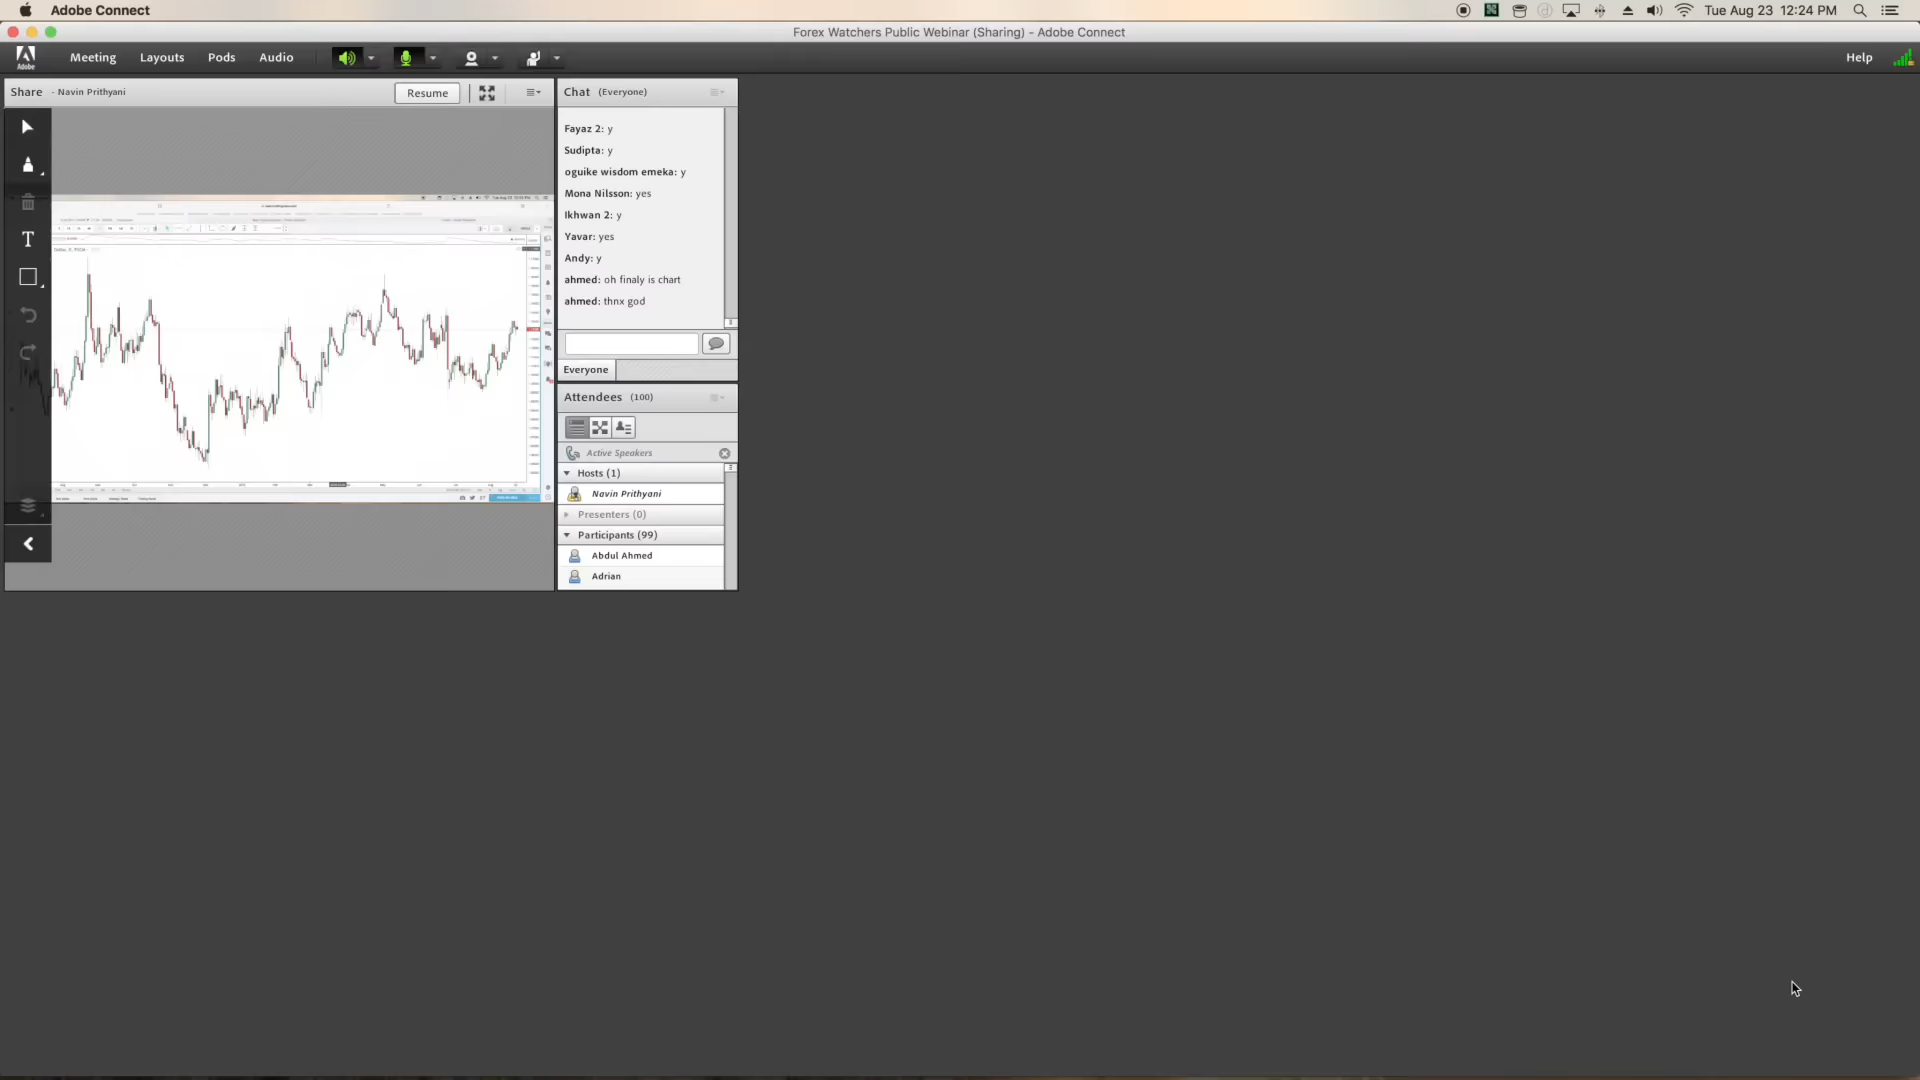 Adobe Connect
Tue Aug 23 12:24 PM
Forex Watchers Public Webinar (Sharing) - Adobe Connect
Adobe
Meeting
Layouts
Pods
Audio
Help
Share - Navin Prithyani
Resume
Chat (Everyone)
Fayaz 2: y
Sudipta: y
oguike wisdom emeka: y
Mona Nilsson: yes
Ikhwan 2: y
Yavar: yes
Andy: y
ahmed: oh finaly is chart
ahmed: thnx god
Everyone
Attendees (100)
Active Speakers
Hosts (1)
Navin Prithyani
Presenters (0)
Participants (99)
Abdul Ahmed
Adrian